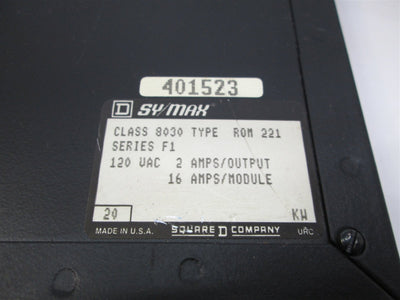 401523
D SY/MAX
CLASS 8030 TYPE ROM 221
SERIES F1
120 VAC 2 AMPS/OUTPUT
16 AMPS/MODULE
20 KW
MADE IN U.S.A. SQUARE D COMPANY